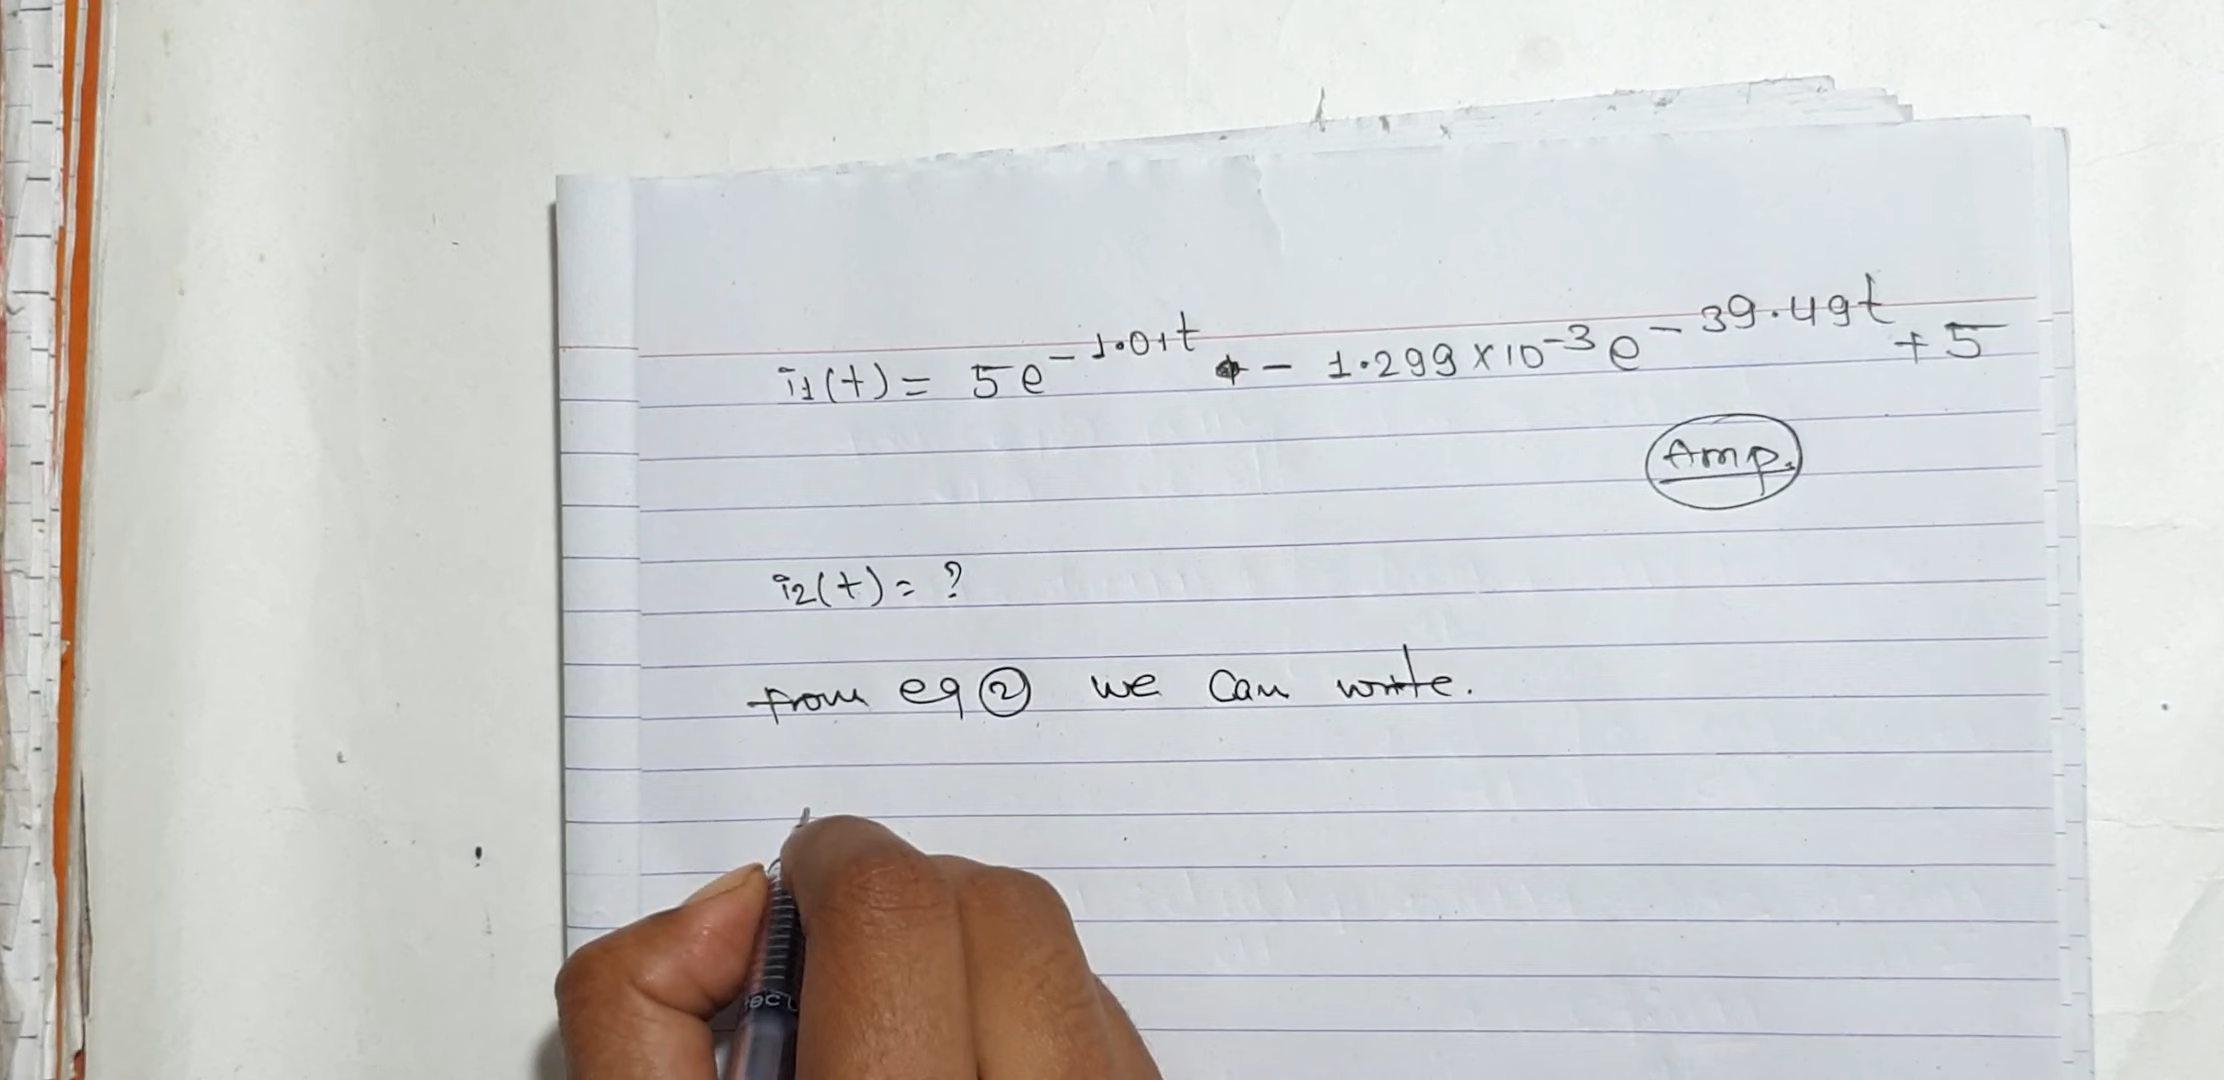 i₁(t) = 5e^{-1.01t} - 1.299 × 10^{-3} e^{-39.49t} + 5
Amp.
i₂(t) = ?
from eq ② we can write.